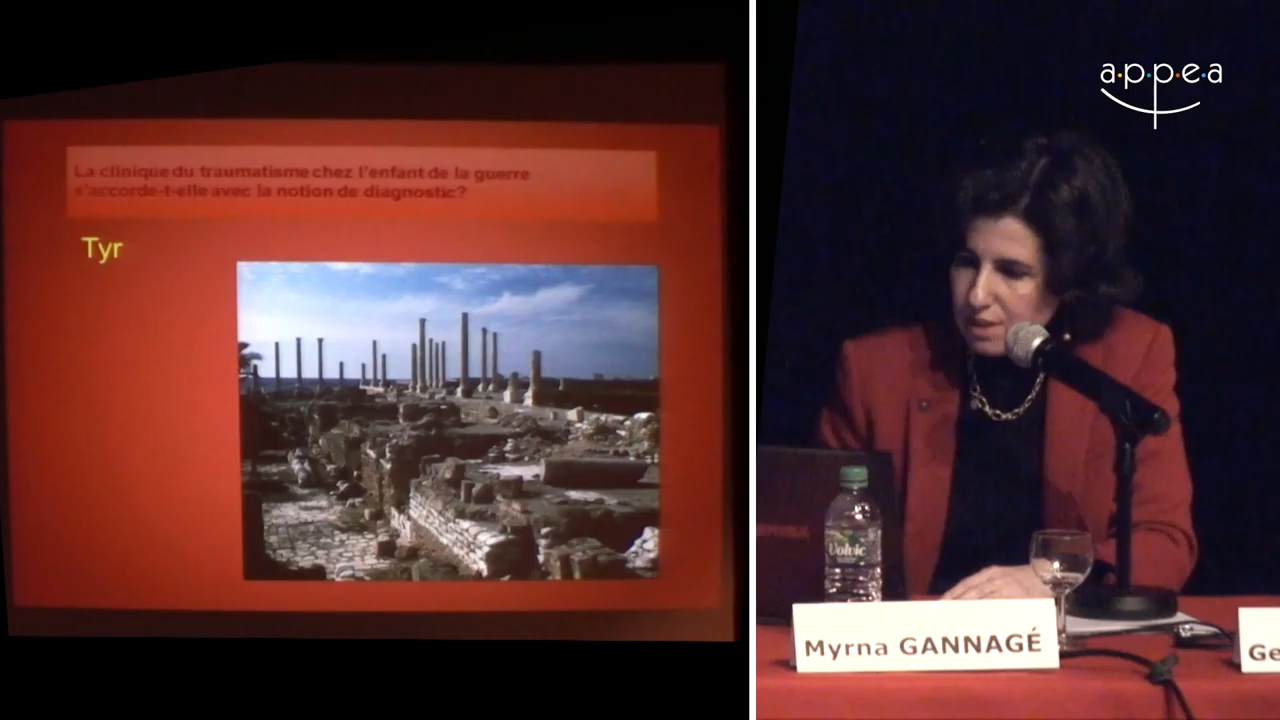 La clinique du traumatisme chez l'enfant de la guerre
s'accorde-t-elle avec la notion de diagnostic?
Tyr
a·p·p·e·a
Volvic
Myrna GANNAGÉ
Ge